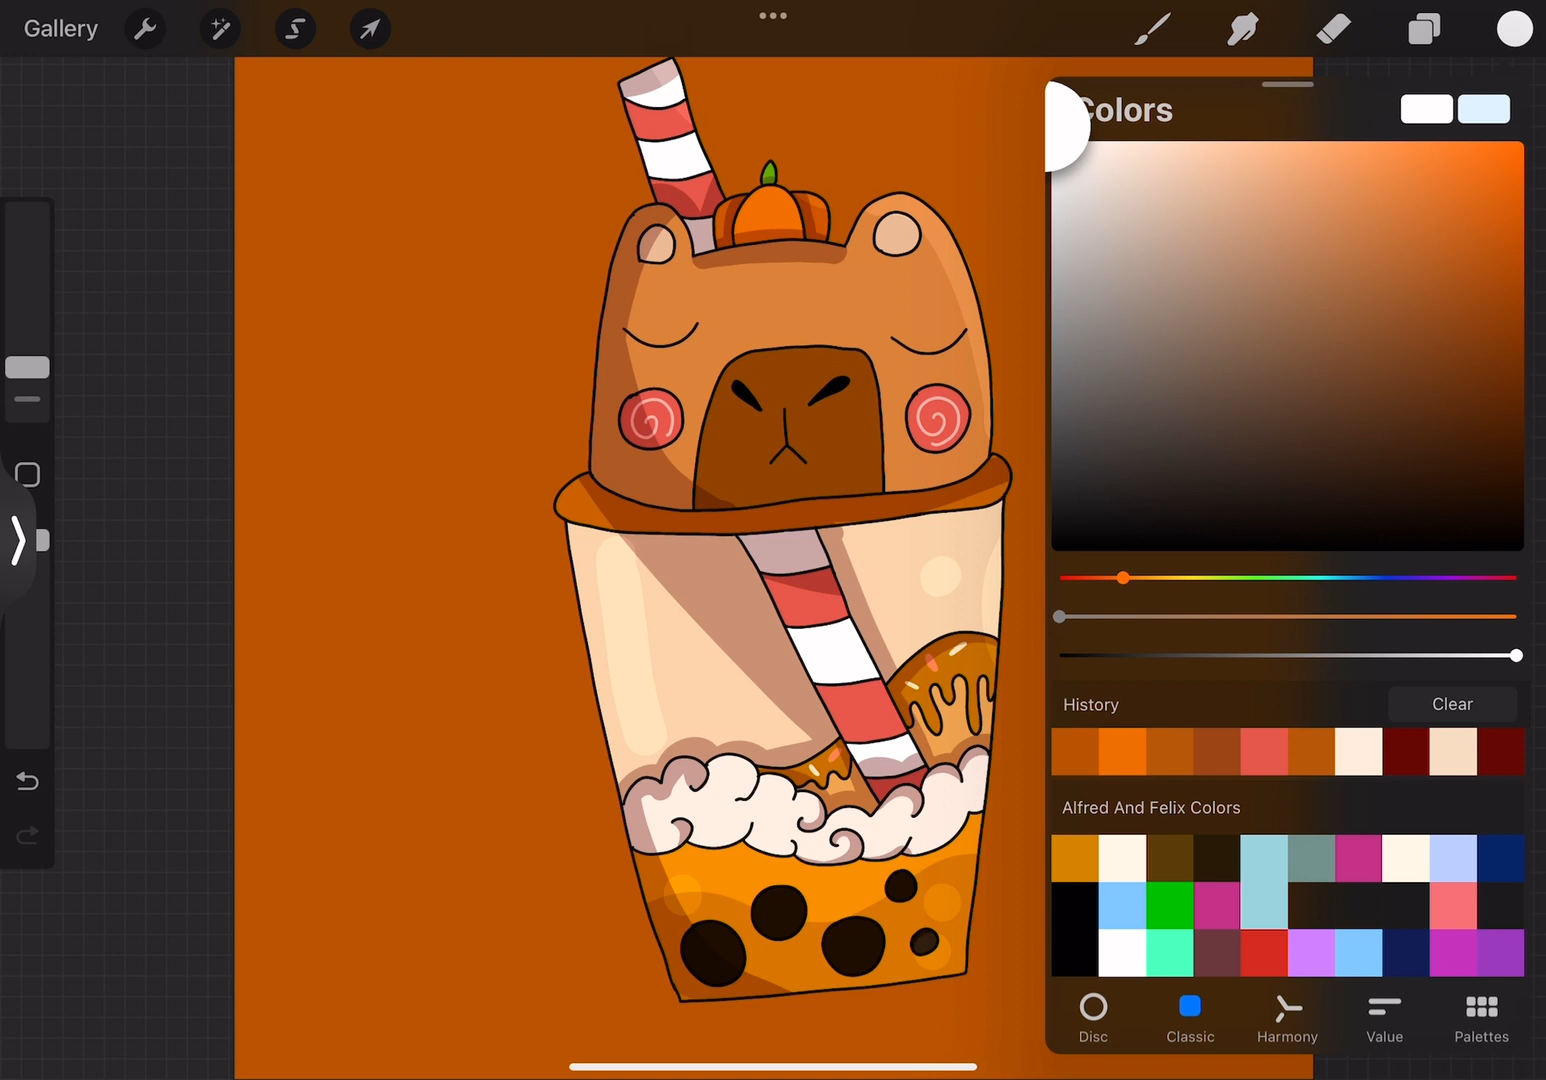 Gallery
Colors
History
Clear
Alfred And Felix Colors
Disc
Classic
Harmony
Value
Palettes